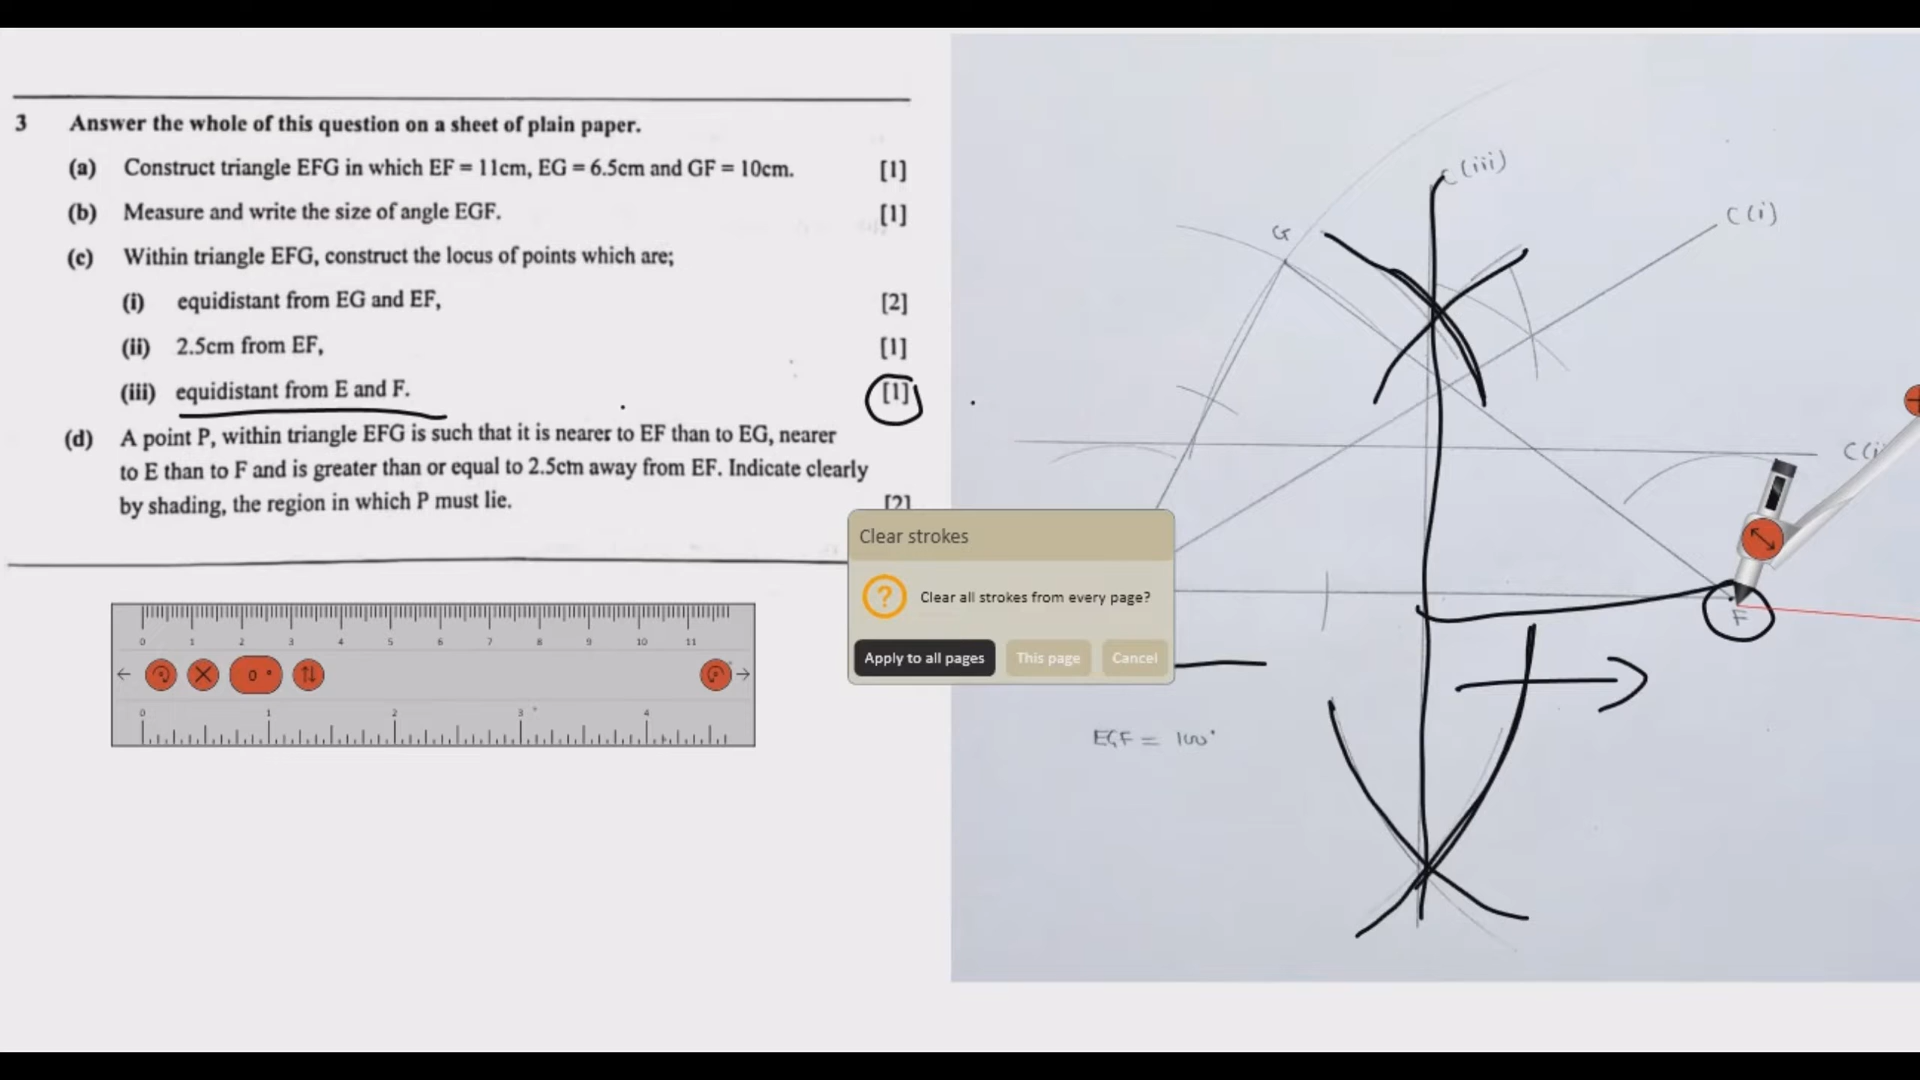 3 Answer the whole of this question on a sheet of plain paper.
(a) Construct triangle EFG in which EF = 11cm, EG = 6.5cm and GF = 10cm. [1]
(b) Measure and write the size of angle EGF. [1]
(c) Within triangle EFG, construct the locus of points which are;
(i) equidistant from EG and EF, [2]
(ii) 2.5cm from EF, [1]
(iii) equidistant from E and F. [1]
(d) A point P, within triangle EFG is such that it is nearer to EF than to EG, nearer
to E than to F and is greater than or equal to 2.5cm away from EF. Indicate clearly
by shading, the region in which P must lie. [2]
C(iii)
C(i)
G
F
EGF = 100°
Clear strokes
Clear all strokes from every page?
Apply to all pages This page Cancel
0 1 2 3 4 5 6 7 8 9 10 11
0 °
0 1 2 3 4